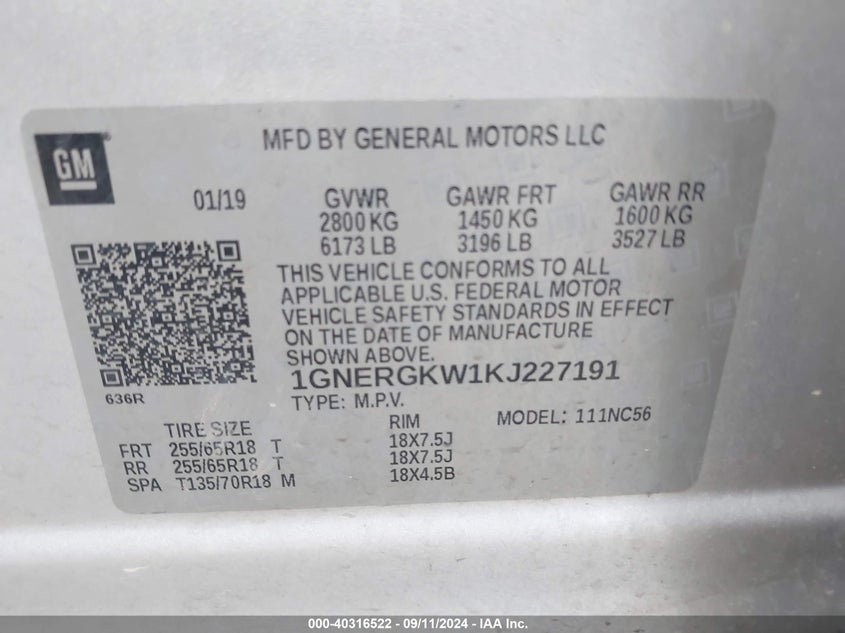 MFD BY GENERAL MOTORS LLC
GM®
01/19 GVWR GAWR FRT GAWR RR
2800 KG 1450 KG 1600 KG
6173 LB 3196 LB 3527 LB
THIS VEHICLE CONFORMS TO ALL
APPLICABLE U.S. FEDERAL MOTOR
VEHICLE SAFETY STANDARDS IN EFFECT
ON THE DATE OF MANUFACTURE
SHOWN ABOVE.
1GNERGKW1KJ227191
636R
TYPE: M.P.V. MODEL: 111NC56
TIRE SIZE RIM
FRT 255/65R18 T 18X7.5J
RR 255/65R18 T 18X7.5J
SPA T135/70R18 M 18X4.5B
000-40316522 - 09/11/2024 - IAA Inc.